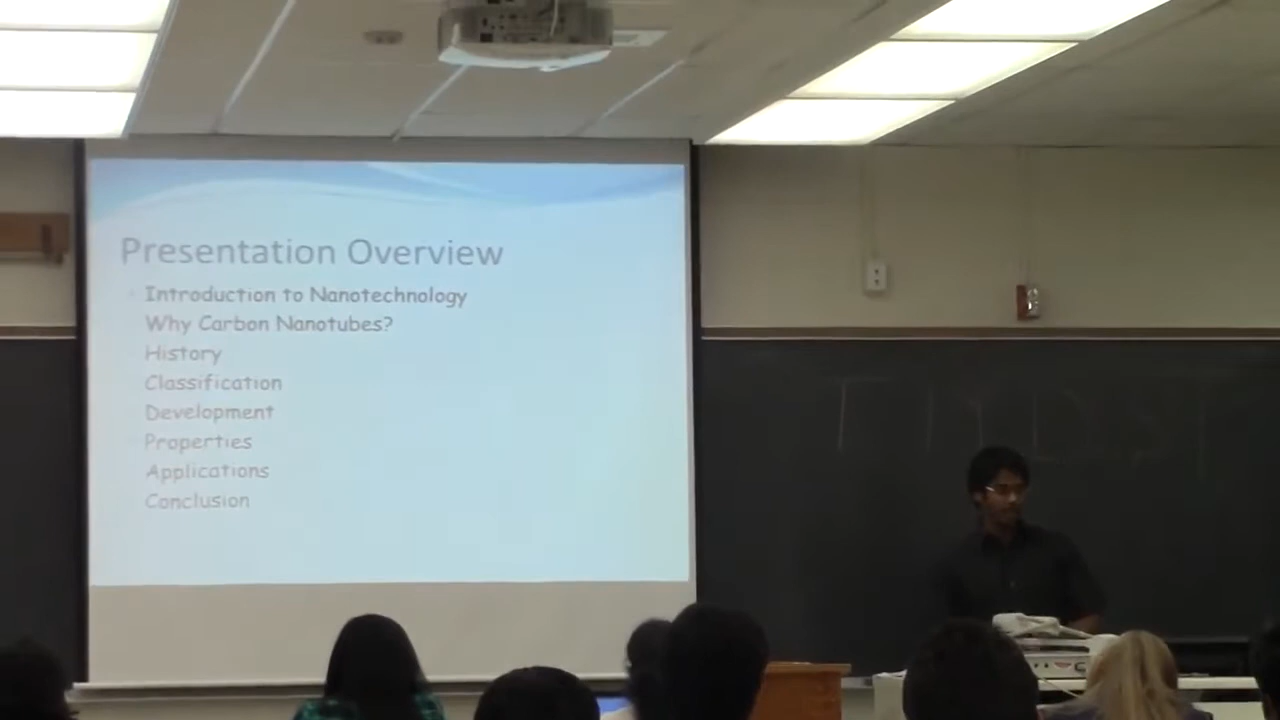 Presentation Overview
Introduction to Nanotechnology
Why Carbon Nanotubes?
History
Classification
Development
Properties
Applications
Conclusion